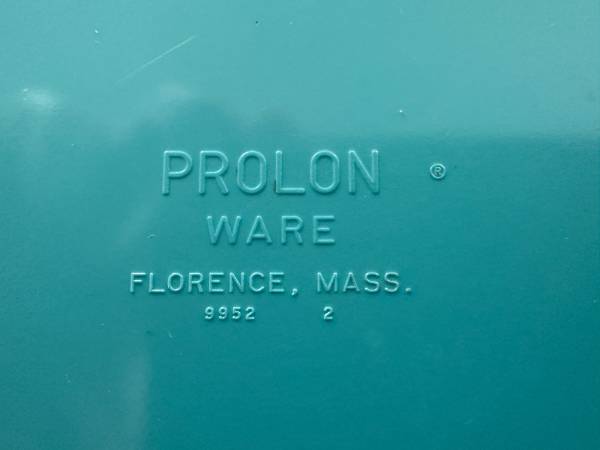 PROLON ®
WARE
FLORENCE, MASS.
9952 2